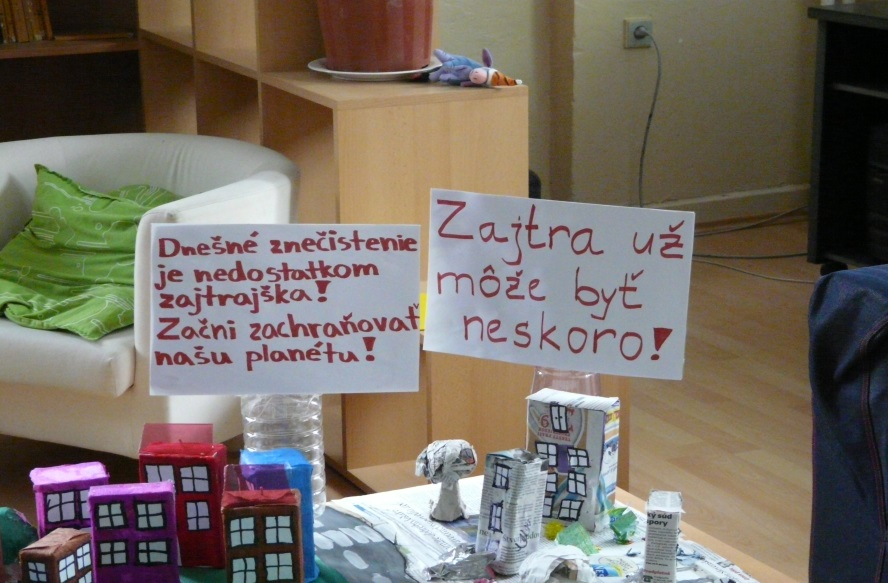 Dnešné znečistenie
je nedostatkom
zajtrajška!
Začni zachraňovať
našu planétu!
Zajtra už
môže byť
neskoro!